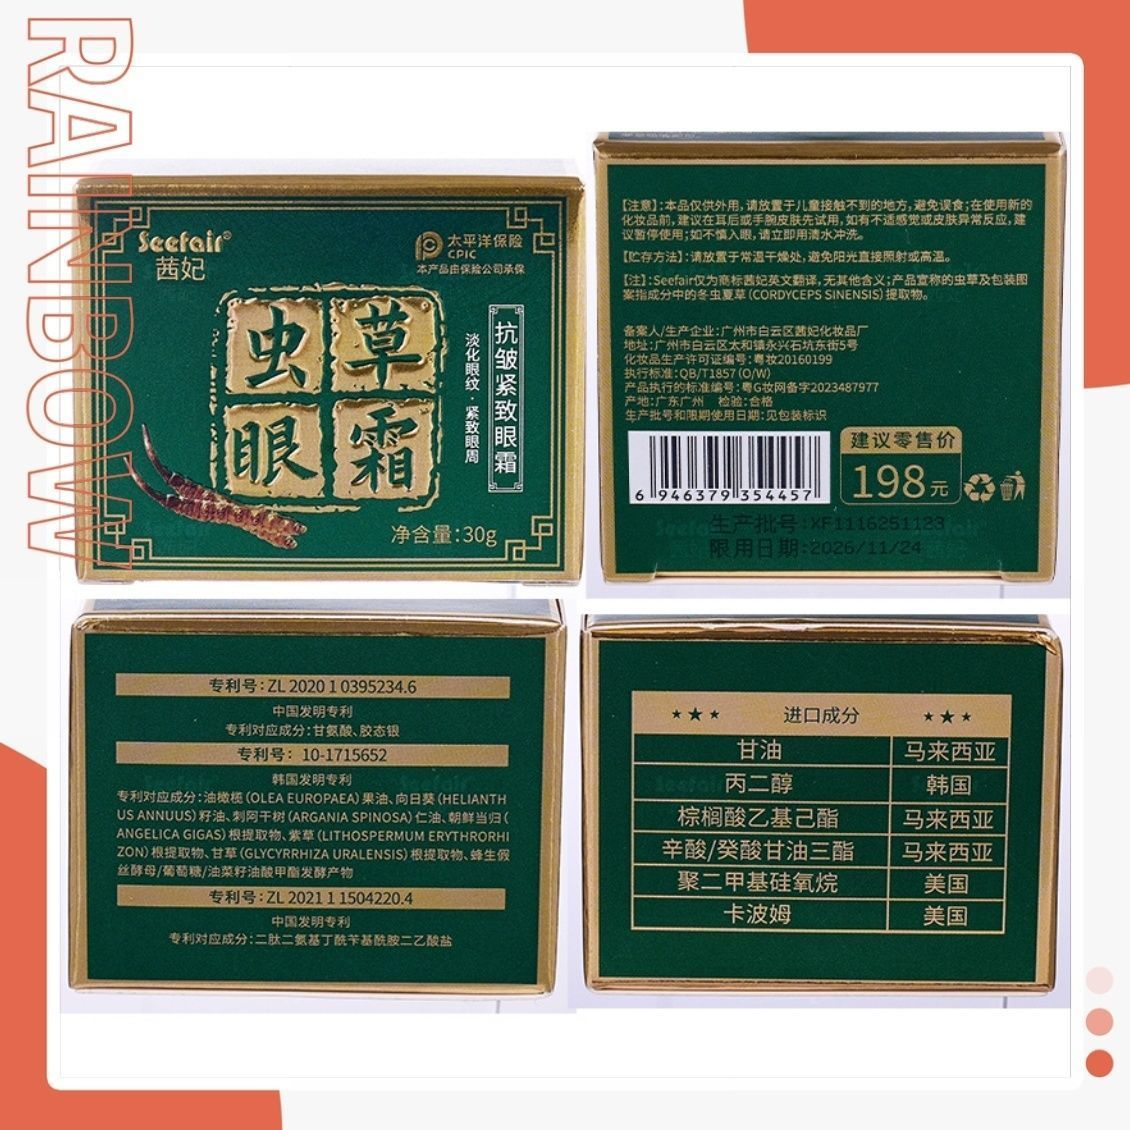 RAINBOW
Seefair®
茜妃
太平洋保险
CPIC
本产品由保险公司承保
虫草
眼霜
抗皱紧致眼霜
淡化眼纹·紧致眼周
净含量:30g
【注意】:本品仅供外用,请放置于儿童接触不到的地方,避免误食;在使用新的
化妆品前,建议在耳后或手腕皮肤先试用,如有不适感觉或皮肤异常反应,建
议暂停使用;如不慎入眼,请立即用清水冲洗。
【贮存方法】:请放置于常温干燥处,避免阳光直接照射或高温。
【注】:Seefair仅为商标茜妃英文翻译,无其他含义;产品宣称的虫草及包装图
案指成分中的冬虫夏草(CORDYCEPS SINENSIS)提取物。
备案人/生产企业:广州市白云区茜妃化妆品厂
地址:广州市白云区太和镇永兴石坑东街5号
化妆品生产许可证编号:粤妆20160199
执行标准:QB/T1857(O/W)
产品执行的标准编号:粤G妆网备字2023487977
产地:广东广州 检验:合格
生产批号和限期使用日期:见包装标识
6 946379 354457
建议零售价
198元
生产批号:XF1116251123
限用日期:2026/11/24
专利号:ZL 2020 1 0395234.6
中国发明专利
专利对应成分:甘氨酸、胶态银
专利号: 10-1715652
韩国发明专利
专利对应成分:油橄榄(OLEA EUROPAEA)果油、向日葵(HELIANTH
US ANNUUS)籽油、刺阿干树(ARGANIA SPINOSA)仁油、朝鲜当归(
ANGELICA GIGAS)根提取物、紫草(LITHOSPERMUM ERYTHRORHI
ZON)根提取物、甘草(GLYCYRRHIZA URALENSIS)根提取物、蜂生假
丝酵母/葡萄糖/油菜籽油酸甲酯发酵产物
专利号:ZL 2021 1 1504220.4
中国发明专利
专利对应成分:二肽二氨基丁酰苄基酰胺二乙酸盐
进口成分
甘油 马来西亚
丙二醇 韩国
棕榈酸乙基己酯 马来西亚
辛酸/癸酸甘油三酯 马来西亚
聚二甲基硅氧烷 美国
卡波姆 美国